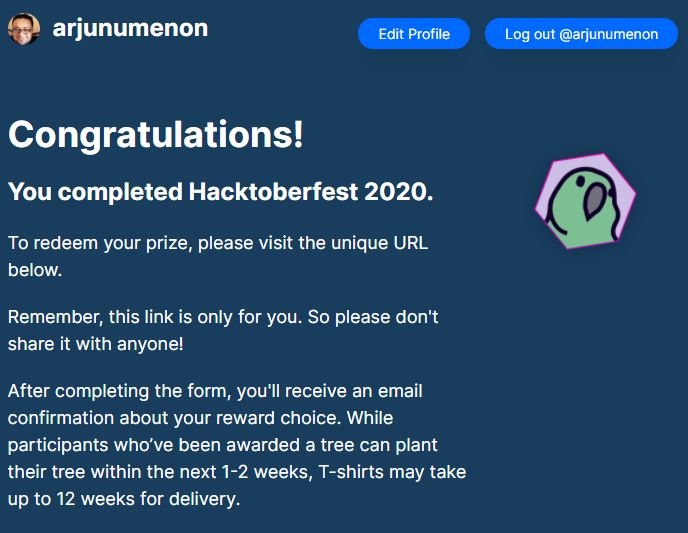 arjunumenon
Edit Profile
Log out @arjunumenon
Congratulations!
You completed Hacktoberfest 2020.
To redeem your prize, please visit the unique URL
below.
Remember, this link is only for you. So please don't
share it with anyone!
After completing the form, you'll receive an email
confirmation about your reward choice. While
participants who’ve been awarded a tree can plant
their tree within the next 1-2 weeks, T-shirts may take
up to 12 weeks for delivery.